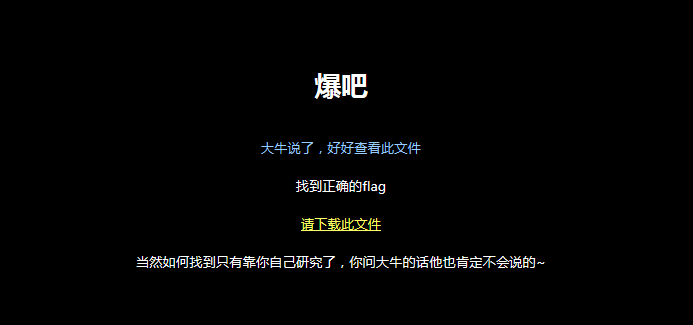 爆吧
大牛说了，好好查看此文件
找到正确的flag
请下载此文件
当然如何找到只有靠你自己研究了，你问大牛的话他也肯定不会说的~